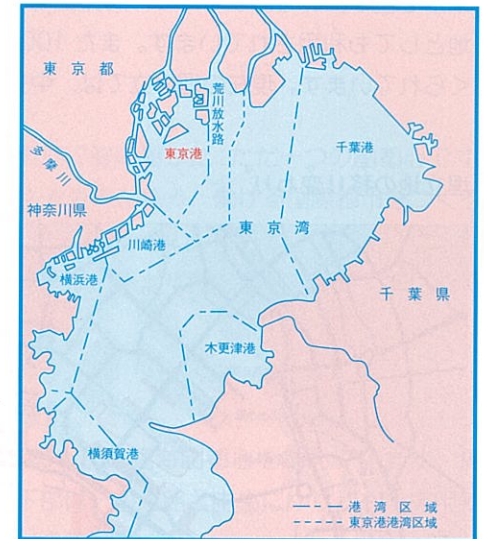 東京都
荒川放水路
東京港
千葉港
多摩川
神奈川県
川崎港
東京湾
横浜港
千葉県
木更津港
横須賀港
港湾区域
東京港港湾区域